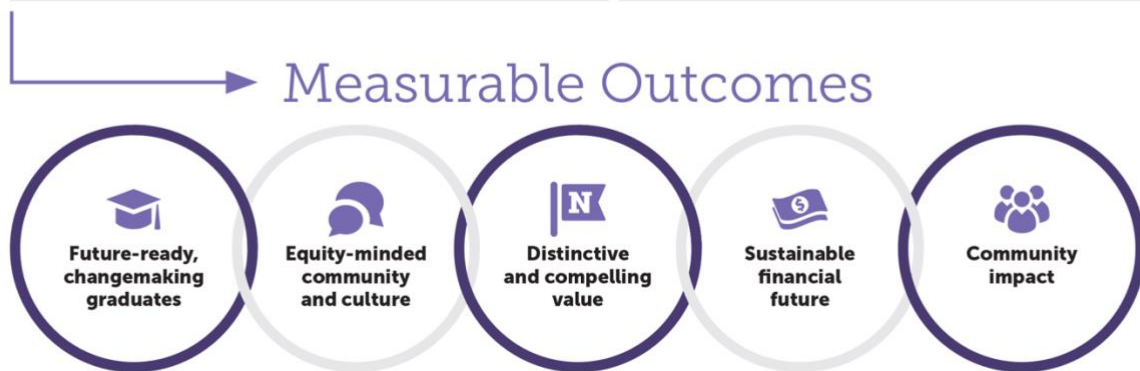 Measurable Outcomes
Future-ready,
changemaking
graduates
Equity-minded
community
and culture
N
Distinctive
and compelling
value
$
Sustainable
financial
future
Community
impact